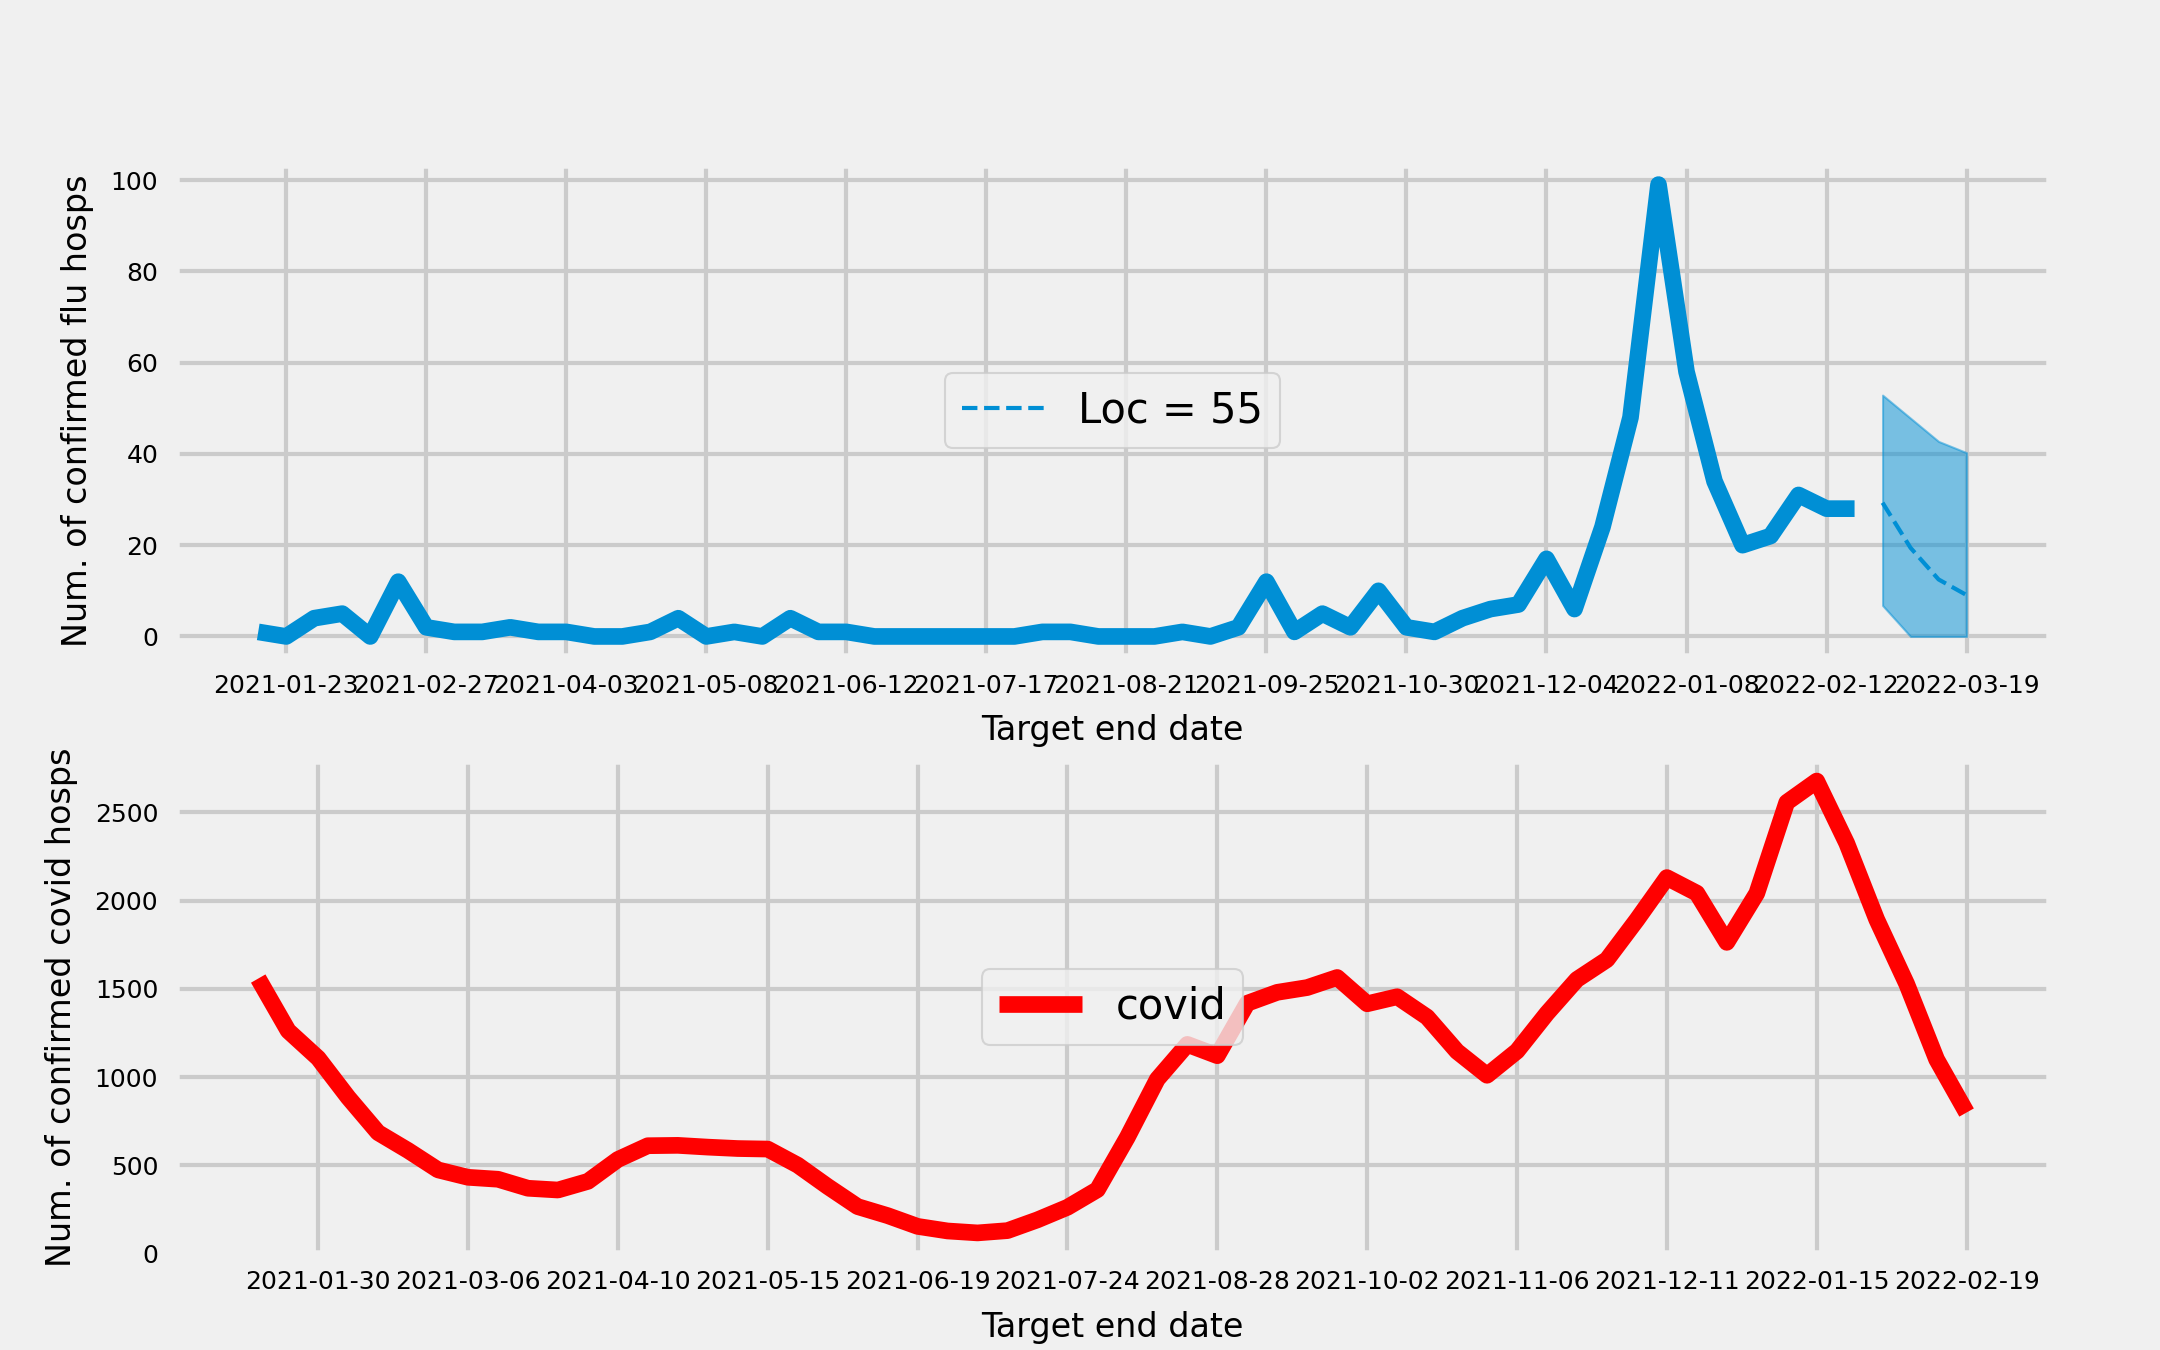 Num. of confirmed flu hosps
100
80
60
40
20
0
Loc = 55
2021-01-23 2021-02-27 2021-04-03 2021-05-08 2021-06-12 2021-07-17 2021-08-21 2021-09-25 2021-10-30 2021-12-04 2022-01-08 2022-02-12 2022-03-19
Target end date
Num. of confirmed covid hosps
2500
2000
1500
1000
500
0
covid
2021-01-30 2021-03-06 2021-04-10 2021-05-15 2021-06-19 2021-07-24 2021-08-28 2021-10-02 2021-11-06 2021-12-11 2022-01-15 2022-02-19
Target end date